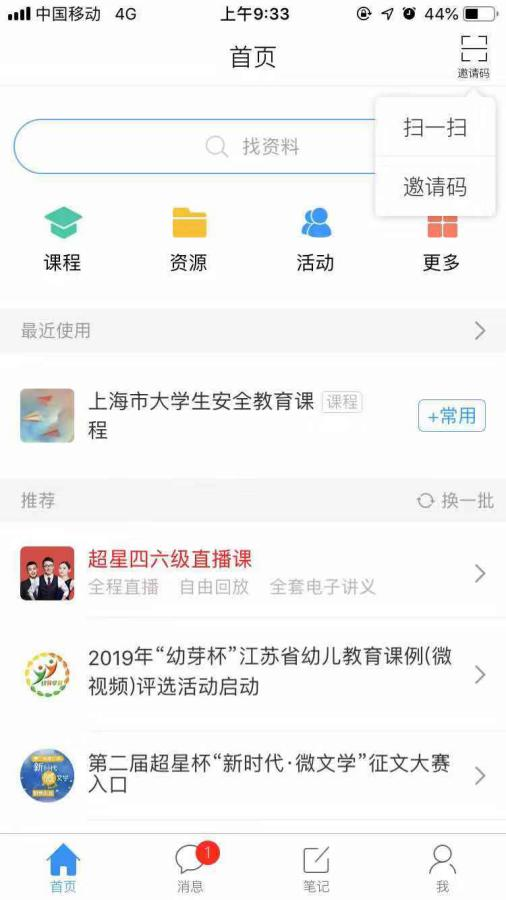 中国移动 4G 上午9:33 44%
首页
邀请码
扫一扫
找资料
邀请码
课程 资源 活动 更多
最近使用
上海市大学生安全教育课 课程
程
+常用
推荐 换一批
超星四六级直播课
全程直播 自由回放 全套电子讲义
2019年“幼芽杯”江苏省幼儿教育课例(微
视频)评选活动启动
第二届超星杯“新时代·微文学”征文大赛
入口
新时代
微文学
1
首页 消息 笔记 我